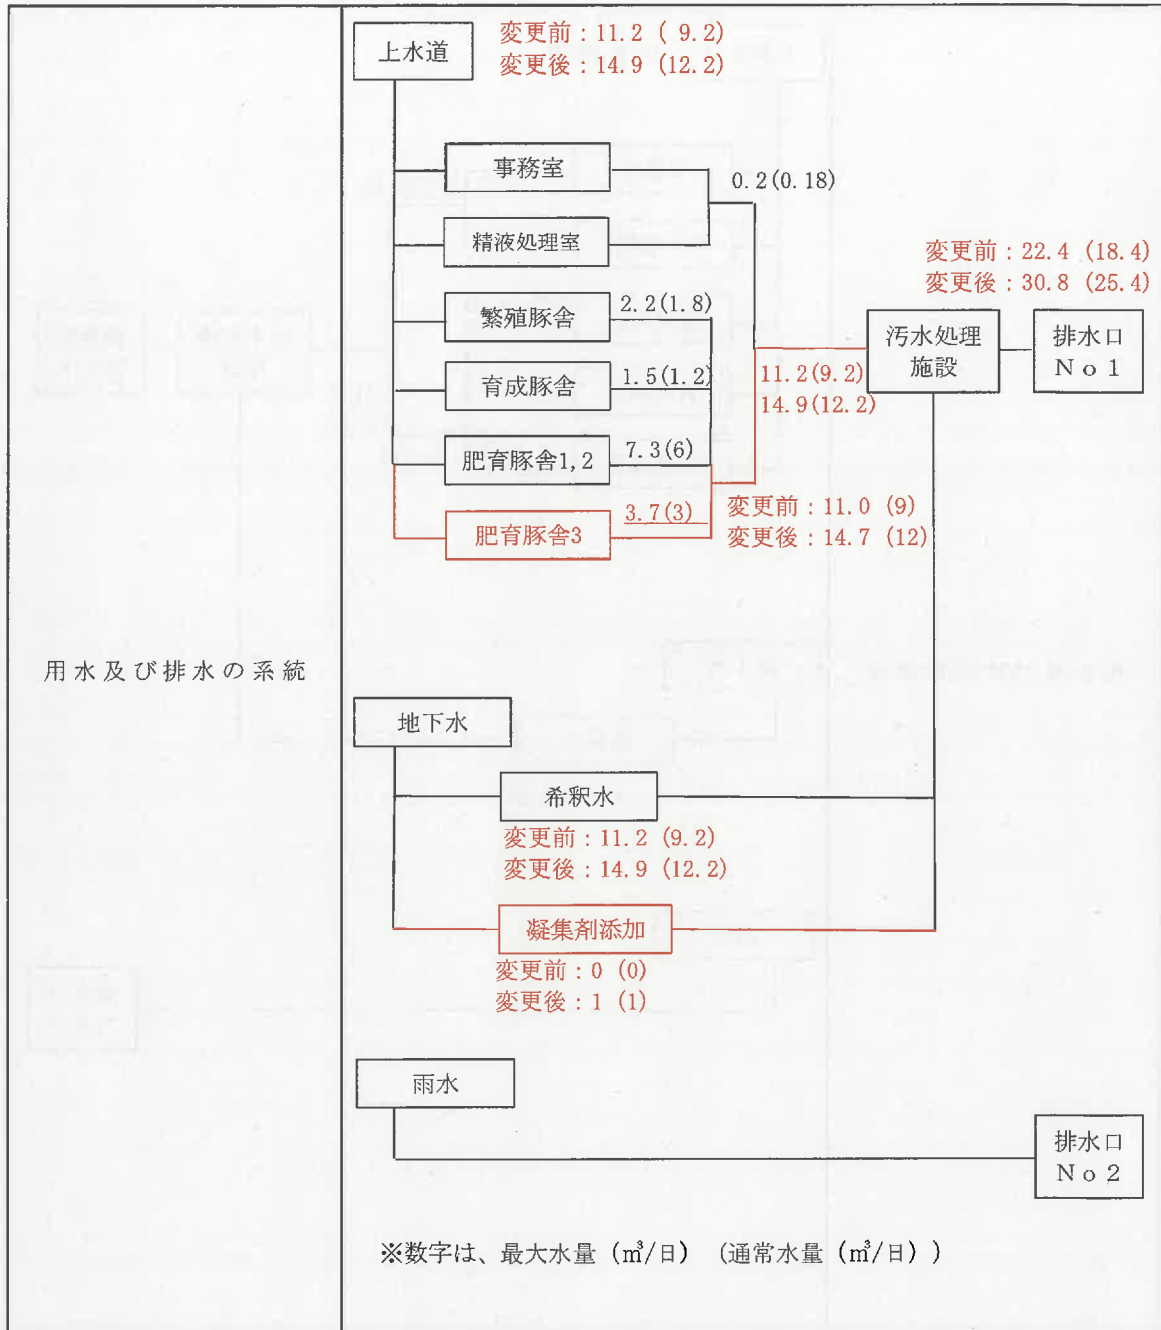 用水及び排水の系統
上水道
変更前：11.2 ( 9.2)
変更後：14.9 (12.2)
事務室
0.2(0.18)
精液処理室
変更前：22.4 (18.4)
変更後：30.8 (25.4)
繁殖豚舎
2.2(1.8)
汚水処理
施設
排水口
Ｎｏ１
育成豚舎
1.5(1.2)
11.2(9.2)
14.9(12.2)
肥育豚舎1,2
7.3(6)
肥育豚舎3
3.7(3)
変更前：11.0 (9)
変更後：14.7 (12)
地下水
希釈水
変更前：11.2 (9.2)
変更後：14.9 (12.2)
凝集剤添加
変更前：0 (0)
変更後：1 (1)
雨水
排水口
Ｎｏ２
※数字は、最大水量 (㎥/日) (通常水量 (㎥/日) )